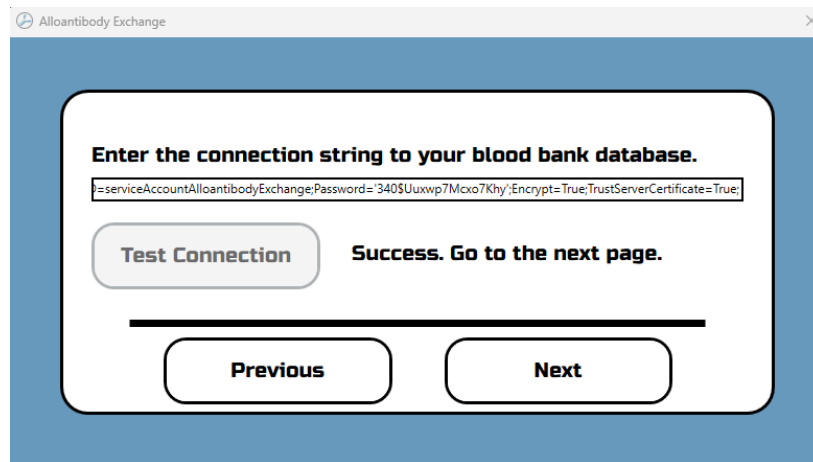 Alloantibody Exchange
Enter the connection string to your blood bank database.
=serviceAccountAlloantibodyExchange;Password='340$Uuxwp7Mcxo7Khy';Encrypt=True;TrustServerCertificate=True;
Test Connection
Success. Go to the next page.
Previous
Next